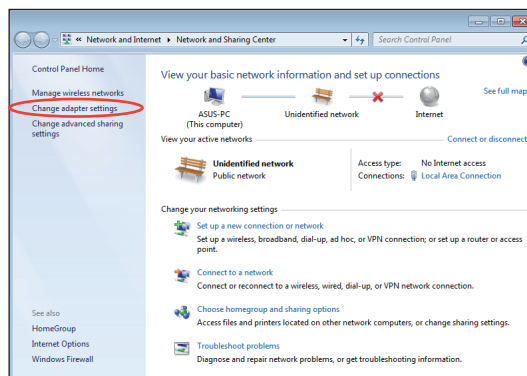 « Network and Internet ▸ Network and Sharing Center
Search Control Panel
Control Panel Home
Manage wireless networks
Change adapter settings
Change advanced sharing
settings
See also
HomeGroup
Internet Options
Windows Firewall
View your basic network information and set up connections
See full map
ASUS-PC
(This computer)
Unidentified network
Internet
View your active networks
Connect or disconnect
Unidentified network
Public network
Access type: No Internet access
Connections: Local Area Connection
Change your networking settings
Set up a new connection or network
Set up a wireless, broadband, dial-up, ad hoc, or VPN connection; or set up a router or access
point.
Connect to a network
Connect or reconnect to a wireless, wired, dial-up, or VPN network connection.
Choose homegroup and sharing options
Access files and printers located on other network computers, or change sharing settings.
Troubleshoot problems
Diagnose and repair network problems, or get troubleshooting information.